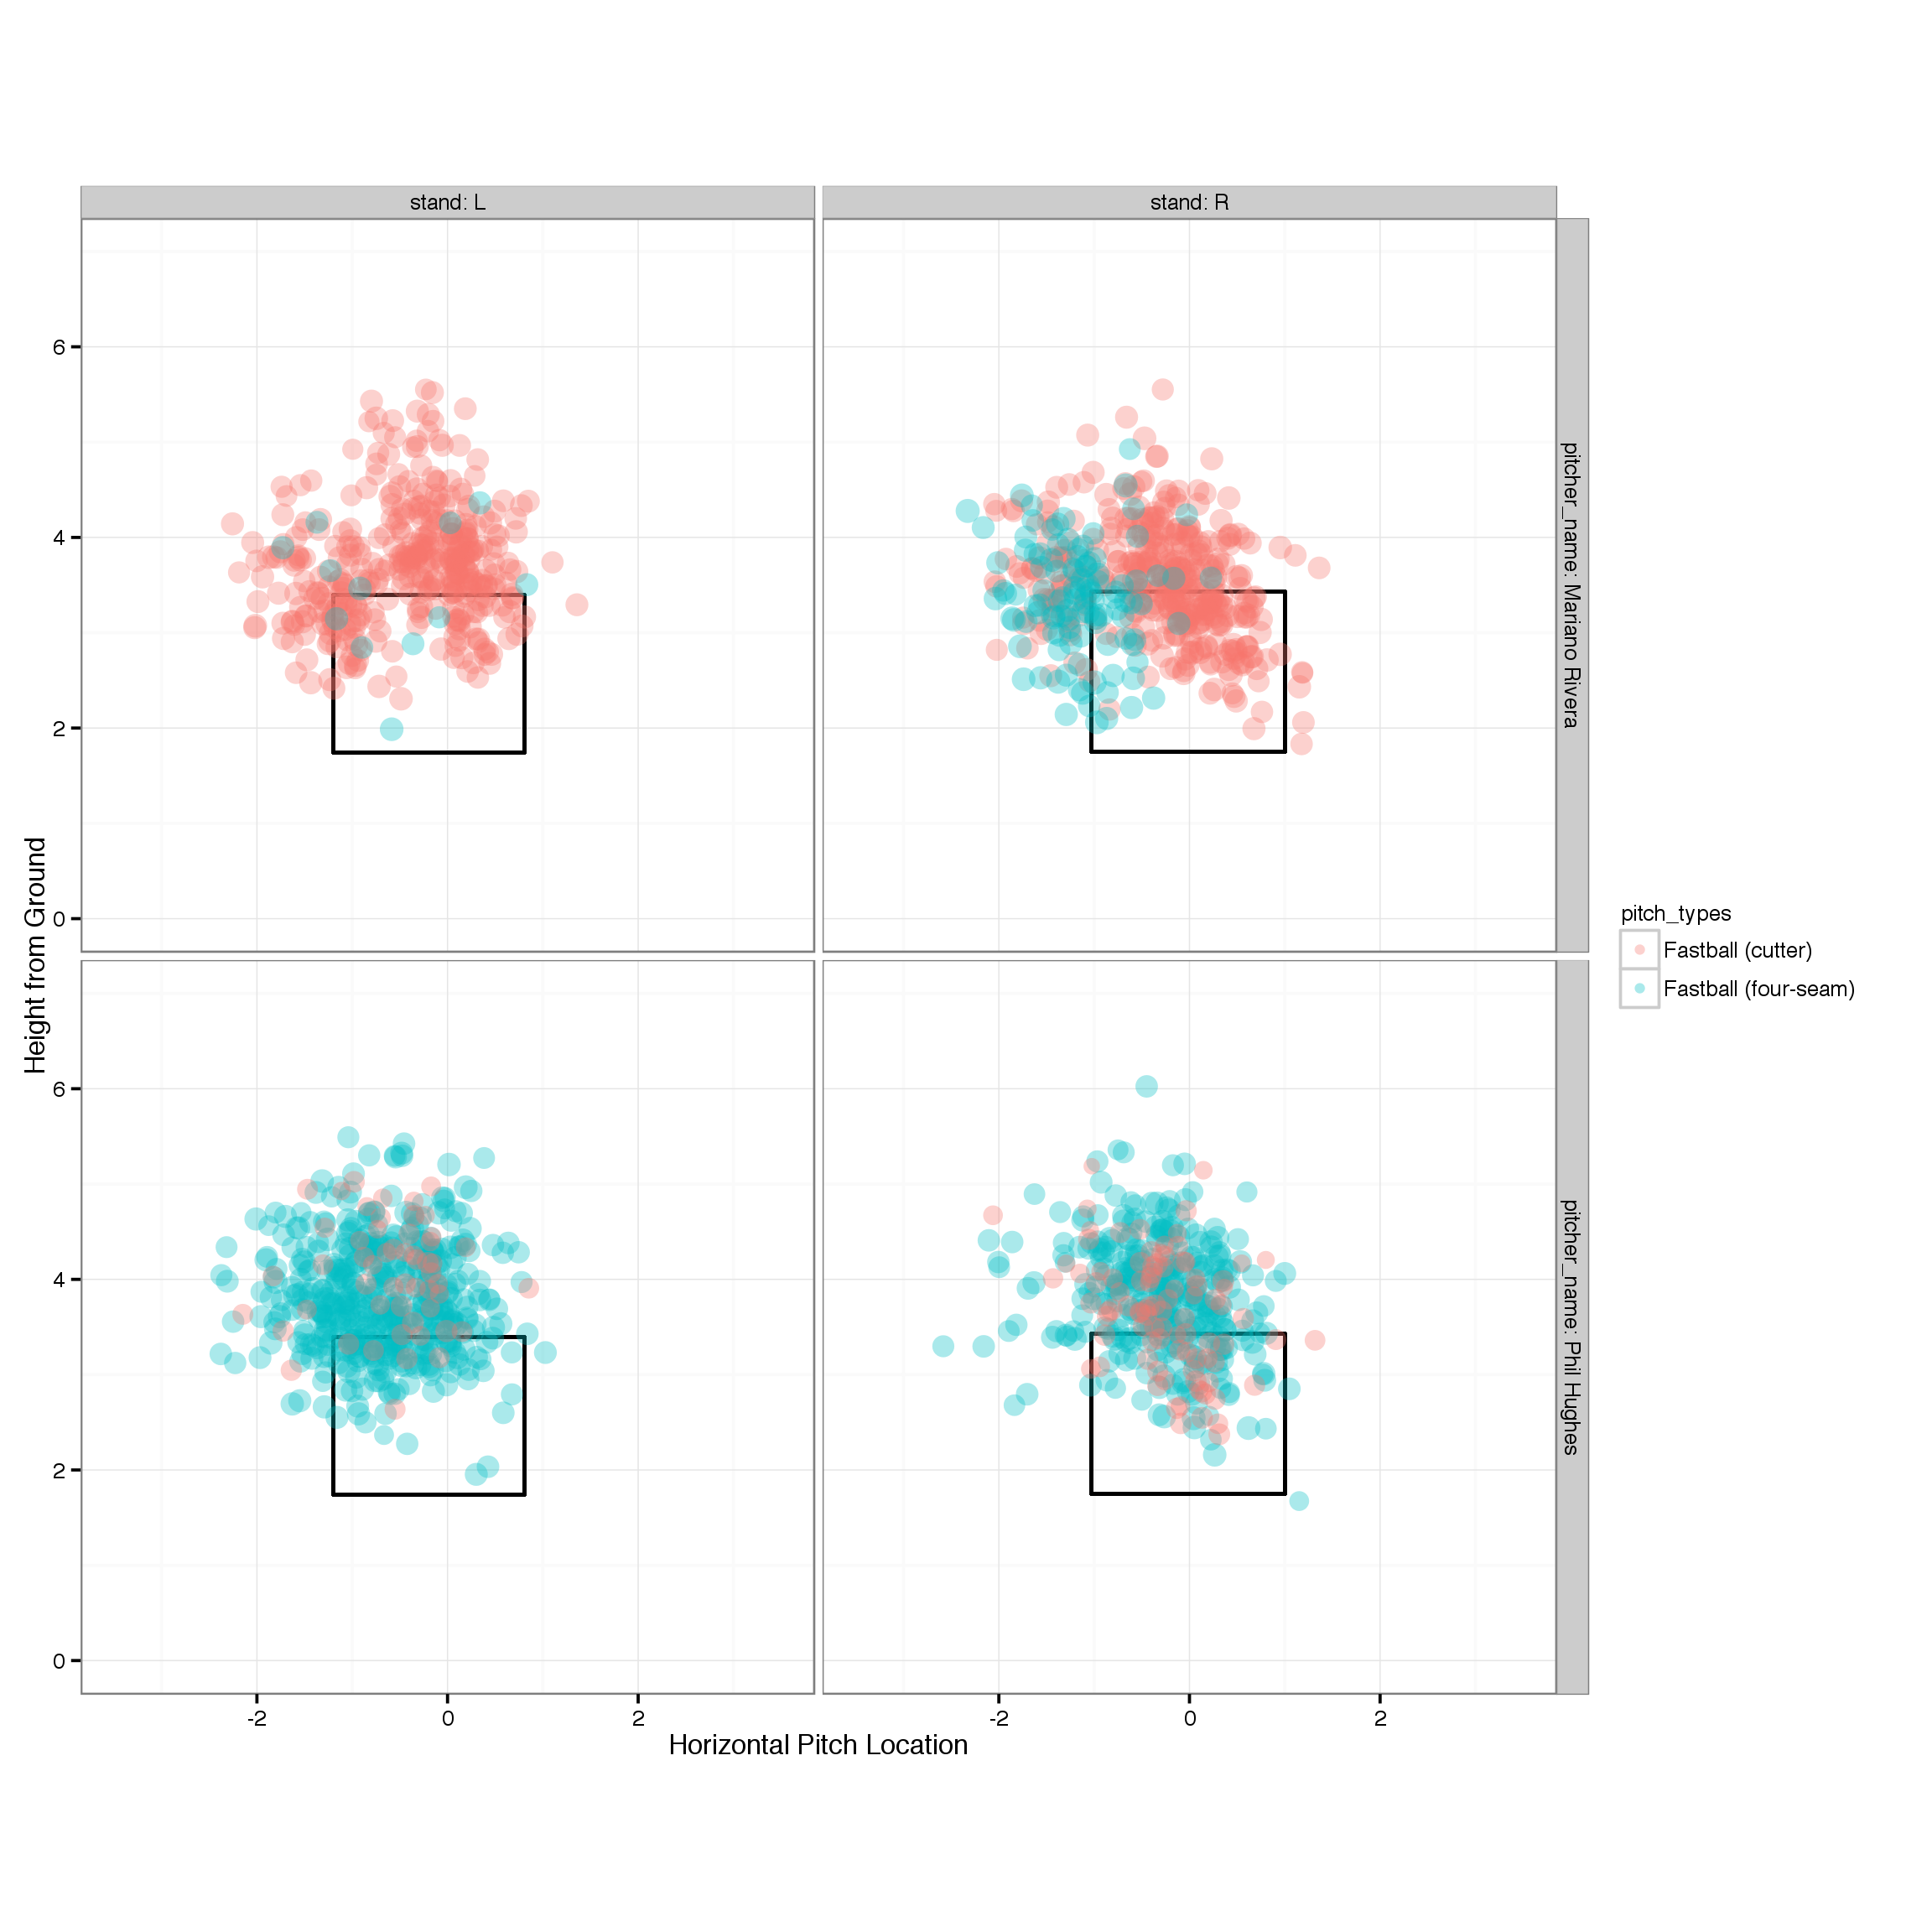 stand: L
stand: R
6
4
2
0
pitcher_name: Mariano Rivera
6
4
2
0
pitcher_name: Phil Hughes
-2
0
2
-2
0
2
Horizontal Pitch Location
Height from Ground
pitch_types
Fastball (cutter)
Fastball (four-seam)